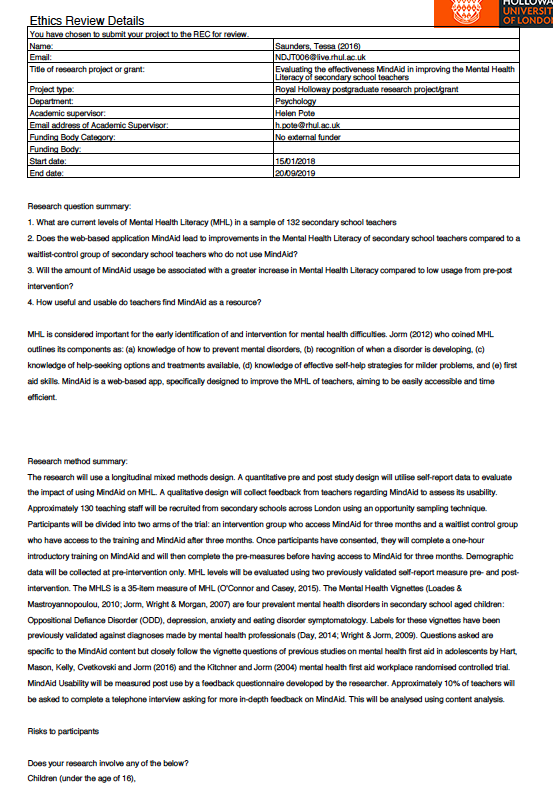 HOLLOWA
UNIVERSIT
OF LONDO
Ethics Review Details
You have chosen to submit your project to the REC for review.
Name: Saunders, Tessa (2016)
Email: NDJT006@live.rhul.ac.uk
Title of research project or grant: Evaluating the effectiveness MindAid in improving the Mental Health
Literacy of secondary school teachers
Project type: Royal Holloway postgraduate research project/grant
Department: Psychology
Academic supervisor: Helen Pote
Email address of Academic Supervisor: h.pote@rhul.ac.uk
Funding Body Category: No external funder
Funding Body:
Start date: 15/01/2018
End date: 20/09/2019
Research question summary:
1. What are current levels of Mental Health Literacy (MHL) in a sample of 132 secondary school teachers
2. Does the web-based application MindAid lead to improvements in the Mental Health Literacy of secondary school teachers compared to a
waitlist-control group of secondary school teachers who do not use MindAid?
3. Will the amount of MindAid usage be associated with a greater increase in Mental Health Literacy compared to low usage from pre-post
intervention?
4. How useful and usable do teachers find MindAid as a resource?
MHL is considered important for the early identification of and intervention for mental health difficulties. Jorm (2012) who coined MHL
outlines its components as: (a) knowledge of how to prevent mental disorders, (b) recognition of when a disorder is developing, (c)
knowledge of help-seeking options and treatments available, (d) knowledge of effective self-help strategies for milder problems, and (e) first
aid skills. MindAid is a web-based app, specifically designed to improve the MHL of teachers, aiming to be easily accessible and time
efficient.
Research method summary:
The research will use a longitudinal mixed methods design. A quantitative pre and post study design will utilise self-report data to evaluate
the impact of using MindAid on MHL. A qualitative design will collect feedback from teachers regarding MindAid to assess its usability.
Approximately 130 teaching staff will be recruited from secondary schools across London using an opportunity sampling technique.
Participants will be divided into two arms of the trial: an intervention group who access MindAid for three months and a waitlist control group
who have access to the training and MindAid after three months. Once participants have consented, they will complete a one-hour
introductory training on MindAid and will then complete the pre-measures before having access to MindAid for three months. Demographic
data will be collected at pre-intervention only. MHL levels will be evaluated using two previously validated self-report measure pre- and post-
intervention. The MHLS is a 35-item measure of MHL (O'Connor and Casey, 2015). The Mental Health Vignettes (Loades &
Mastroyannopoulou, 2010; Jorm, Wright & Morgan, 2007) are four prevalent mental health disorders in secondary school aged children:
Oppositional Defiance Disorder (ODD), depression, anxiety and eating disorder symptomatology. Labels for these vignettes have been
previously validated against diagnoses made by mental health professionals (Day, 2014; Wright & Jorm, 2009). Questions asked are
specific to the MindAid content but closely follow the vignette questions of previous studies on mental health first aid in adolescents by Hart,
Mason, Kelly, Cvetkovski and Jorm (2016) and the Kitchner and Jorm (2004) mental health first aid workplace randomised controlled trial.
MindAid Usability will be measured post use by a feedback questionnaire developed by the researcher. Approximately 10% of teachers will
be asked to complete a telephone interview asking for more in-depth feedback on MindAid. This will be analysed using content analysis.
Risks to participants
Does your research involve any of the below?
Children (under the age of 16),